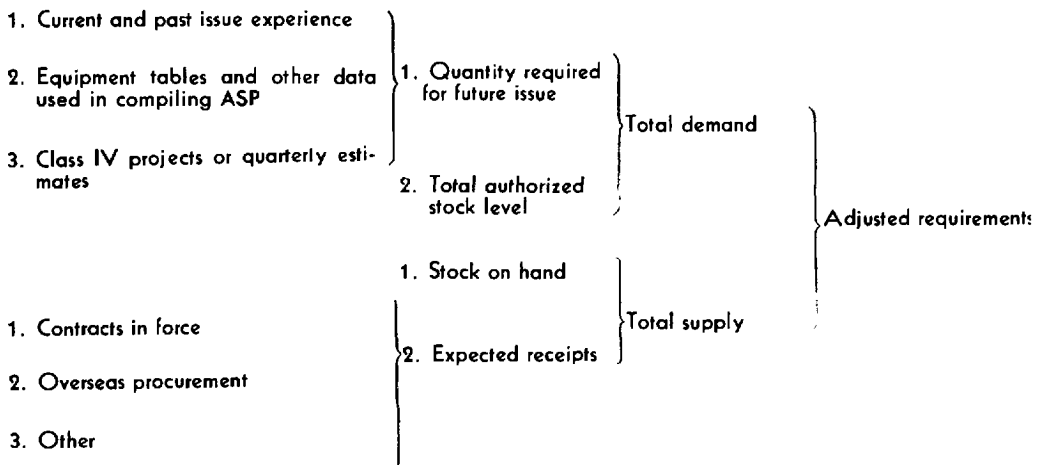 1. Current and past issue experience
2. Equipment tables and other data
used in compiling ASP
3. Class IV projects or quarterly esti-
mates
1. Quantity required
for future issue
2. Total authorized
stock level
Total demand
1. Stock on hand
2. Expected receipts
Total supply
1. Contracts in force
2. Overseas procurement
3. Other
Adjusted requirements